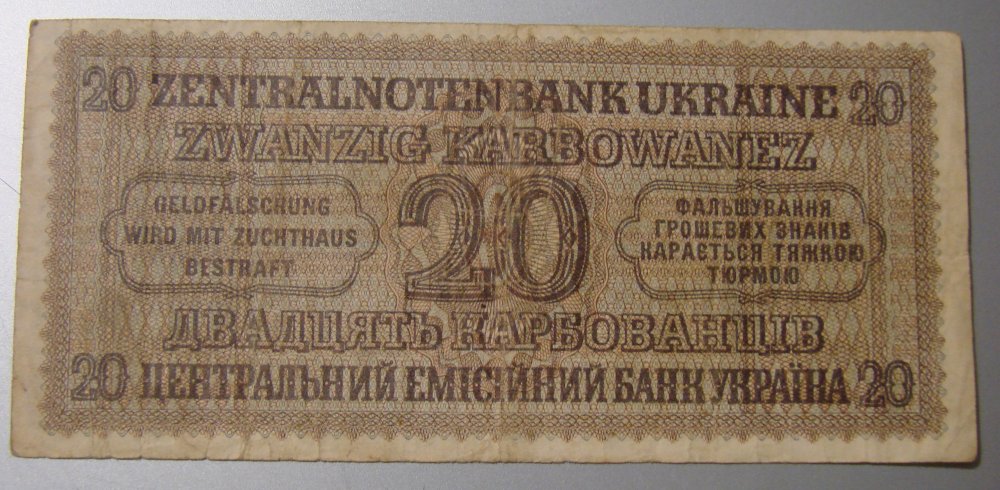 20 ZENTRALNOTENBANK UKRAINE 20
ZWANZIG KARBOWANEZ
GELDFÄLSCHUNG
WIRD MIT ZUCHTHAUS
BESTRAFT
20
ФАЛЬШУВАННЯ
ГРОШЕВИХ ЗНАКІВ
КАРАЄТЬСЯ ТЯЖКОЮ
ТЮРМОЮ
ДВАДЦЯТЬ КАРБОВАНЦІВ
20 ЦЕНТРАЛЬНИЙ ЕМІСІЙНИЙ БАНК УКРАЇНА 20